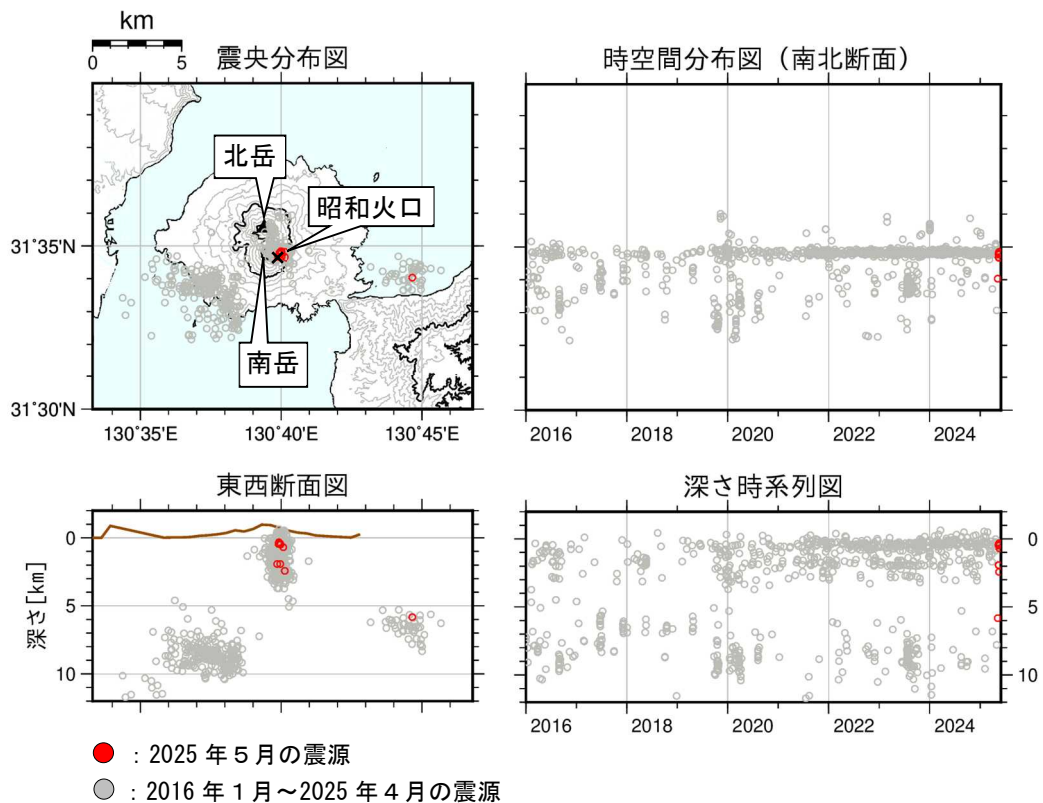 km
0 5
震央分布図
時空間分布図（南北断面）
北岳
昭和火口
31°35'N
南岳
31°30'N
130°35'E 130°40'E 130°45'E
2016 2018 2020 2022 2024
東西断面図
深さ時系列図
0
5
10
深さ[km]
0
5
10
2016 2018 2020 2022 2024
：2025 年５月の震源
：2016 年１月～2025 年４月の震源